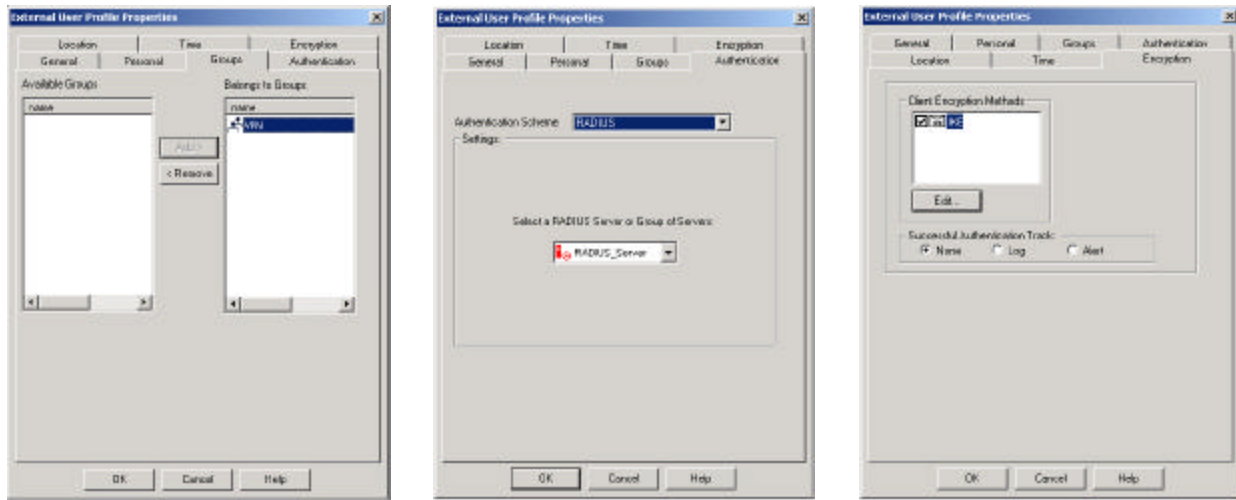 External User Profile Properties
Location Time Encryption
General Personal Groups Authentication
Available Groups
Belongs to Groups
name
name
VPN
Add >
< Remove
OK Cancel Help
External User Profile Properties
Location Time Encryption
General Personal Groups Authentication
Authentication Scheme RADIUS
Settings:
Select a RADIUS Server or Group of Servers:
RADIUS_Server
OK Cancel Help
External User Profile Properties
General Personal Groups Authentication
Location Time Encryption
Client Encryption Methods
IKE
Edit...
Successful Authentication Track:
None Log Alert
OK Cancel Help